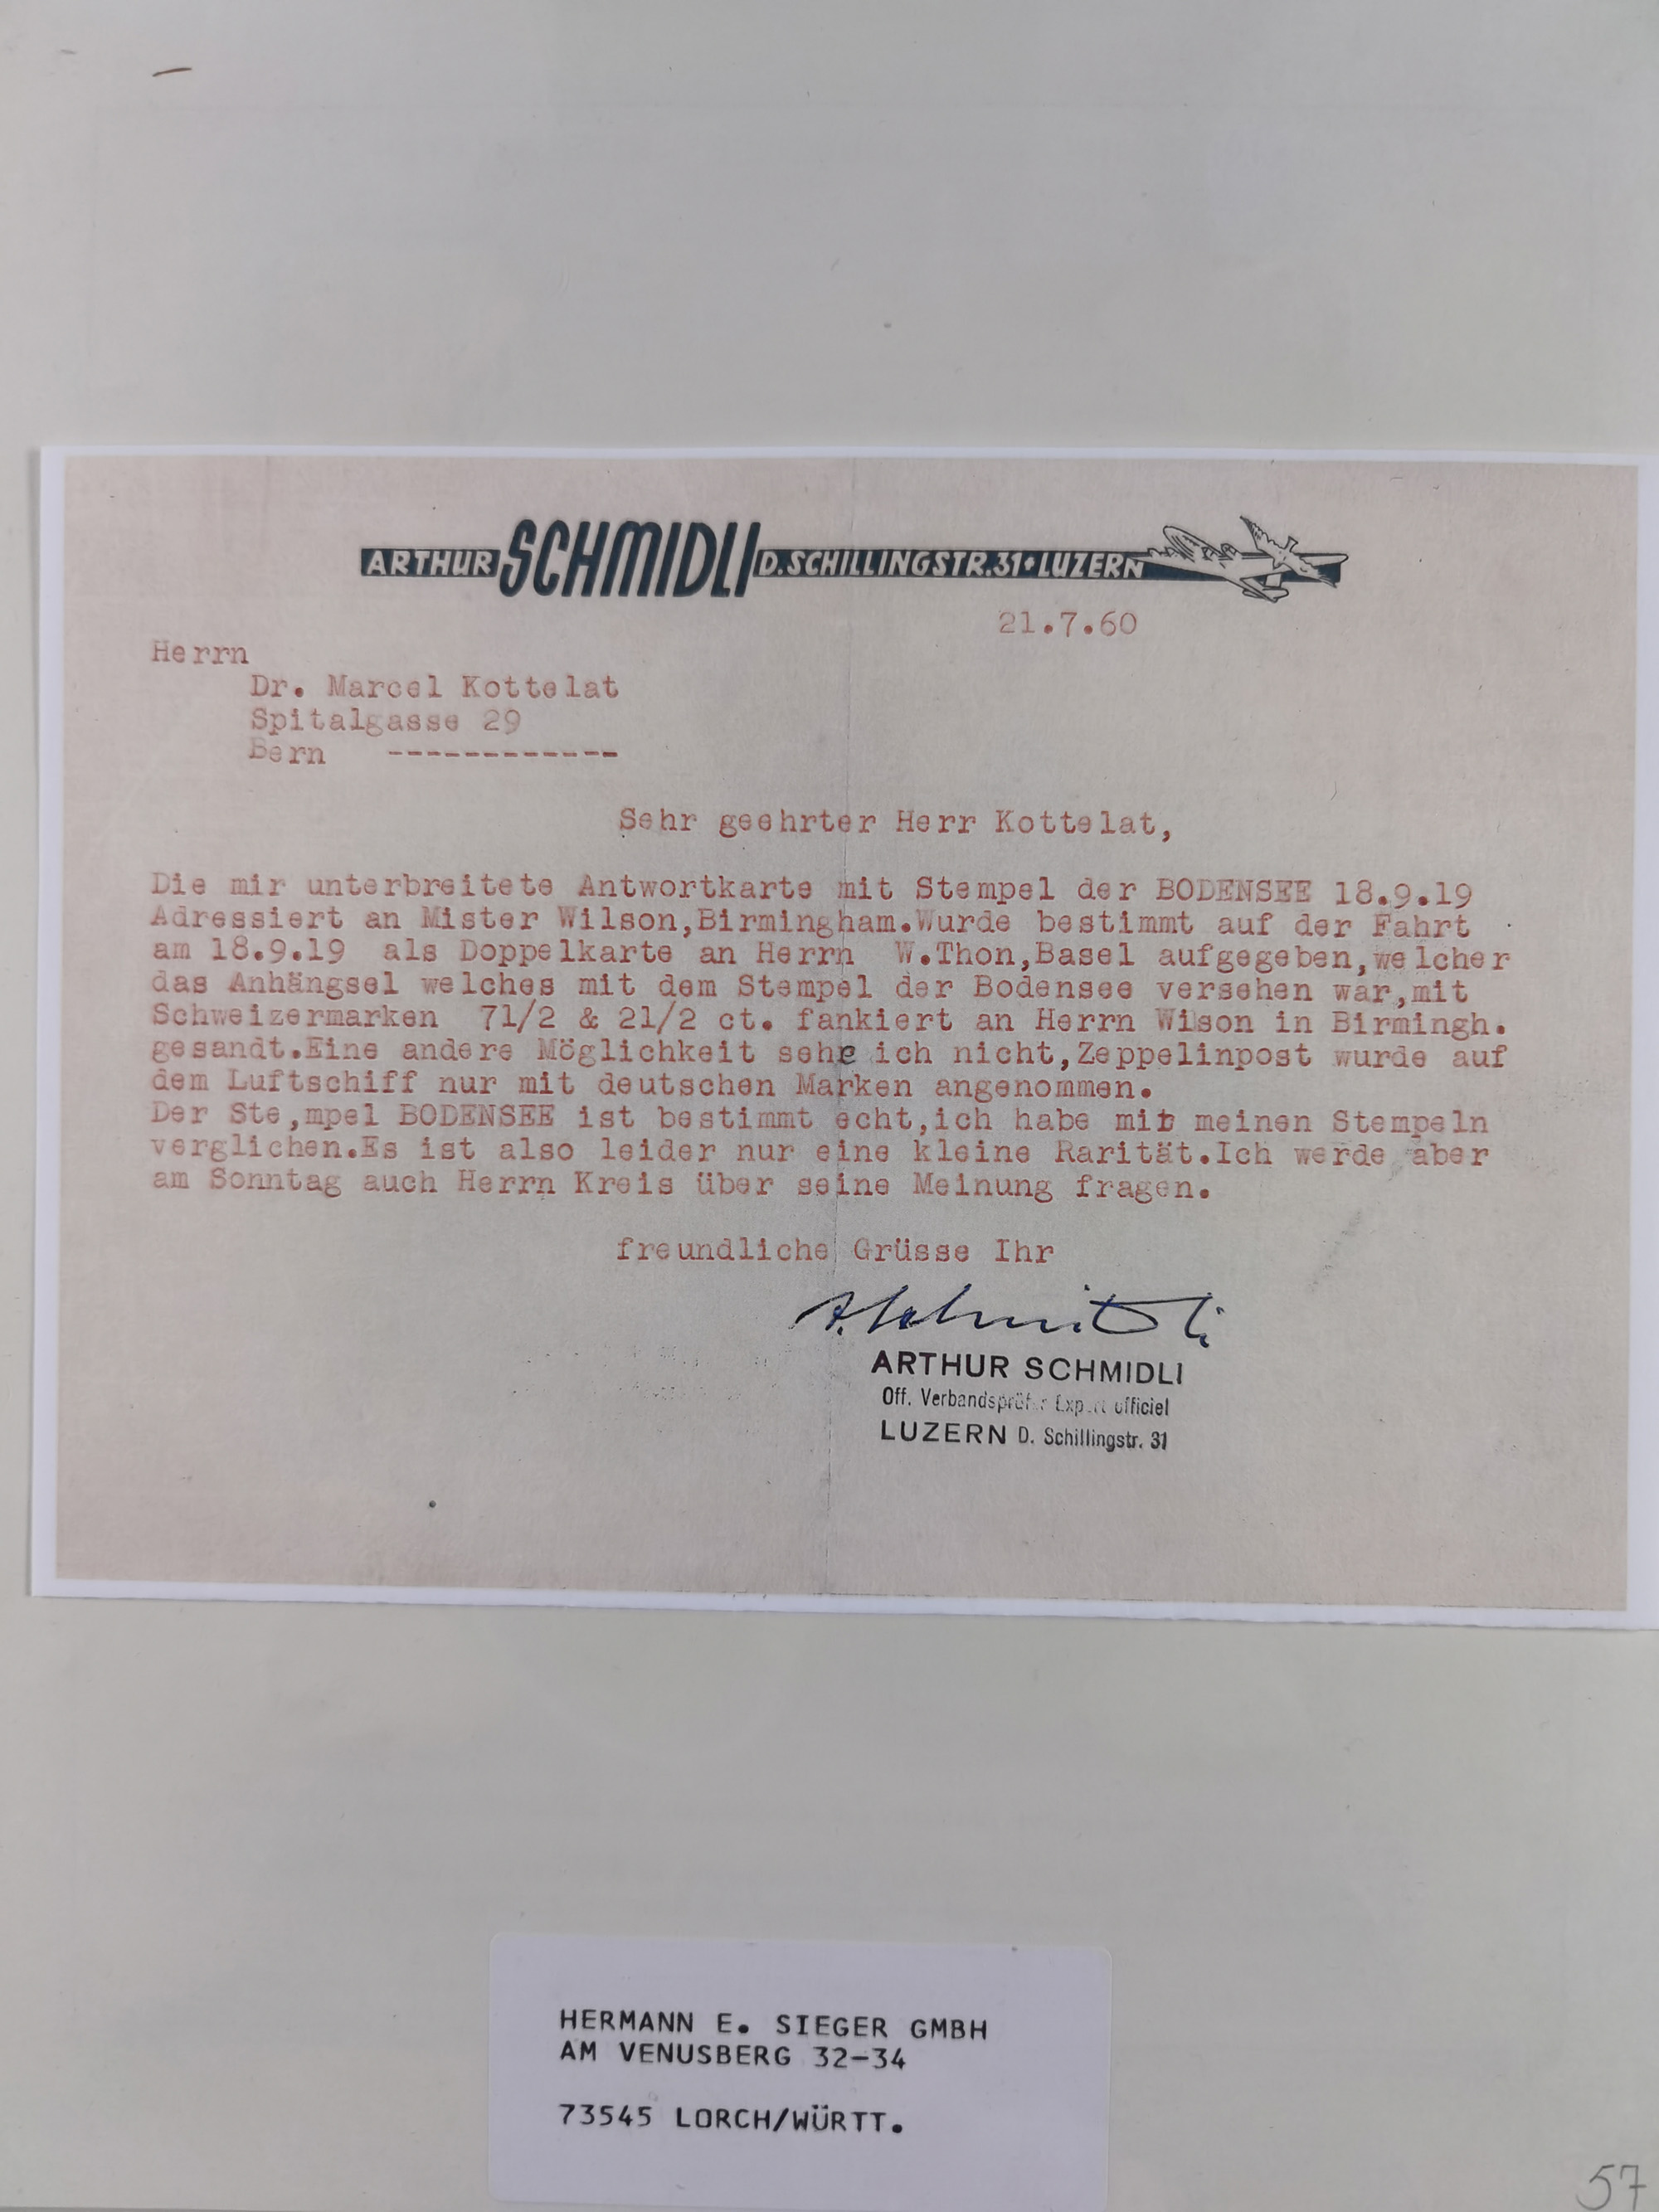 ARTHUR SCHMIDLI D.SCHILLINGSTR.31•LUZERN
21.7.60
Herrn
Dr. Marcel Kottelat
Spitalgasse 29
Bern ------------
Sehr geehrter Herr Kottelat,
Die mir unterbreitete Antwortkarte mit Stempel der BODENSEE 18.9.19
Adressiert an Mister Wilson,Birmingham.Wurde bestimmt auf der Fahrt
am 18.9.19 als Doppelkarte an Herrn W.Thon,Basel aufgegeben,welcher
das Anhängsel welches mit dem Stempel der Bodensee versehen war,mit
Schweizermarken 71/2 & 21/2 ct. fankiert an Herrn Wison in Birmingh.
gesandt.Eine andere Möglichkeit sehe ich nicht,Zeppelinpost wurde auf
dem Luftschiff nur mit deutschen Marken angenommen.
Der Ste,mpel BODENSEE ist bestimmt echt,ich habe mit meinen Stempeln
verglichen.Es ist also leider nur eine kleine Rarität.Ich werde aber
am Sonntag auch Herrn Kreis über seine Meinung fragen.
freundliche Grüsse Ihr
A. Schmidli
ARTHUR SCHMIDLI
Off. Verbandsprüfer Expert officiel
LUZERN D. Schillingstr. 31
HERMANN E. SIEGER GMBH
AM VENUSBERG 32-34
73545 LORCH/WÜRTT.
57